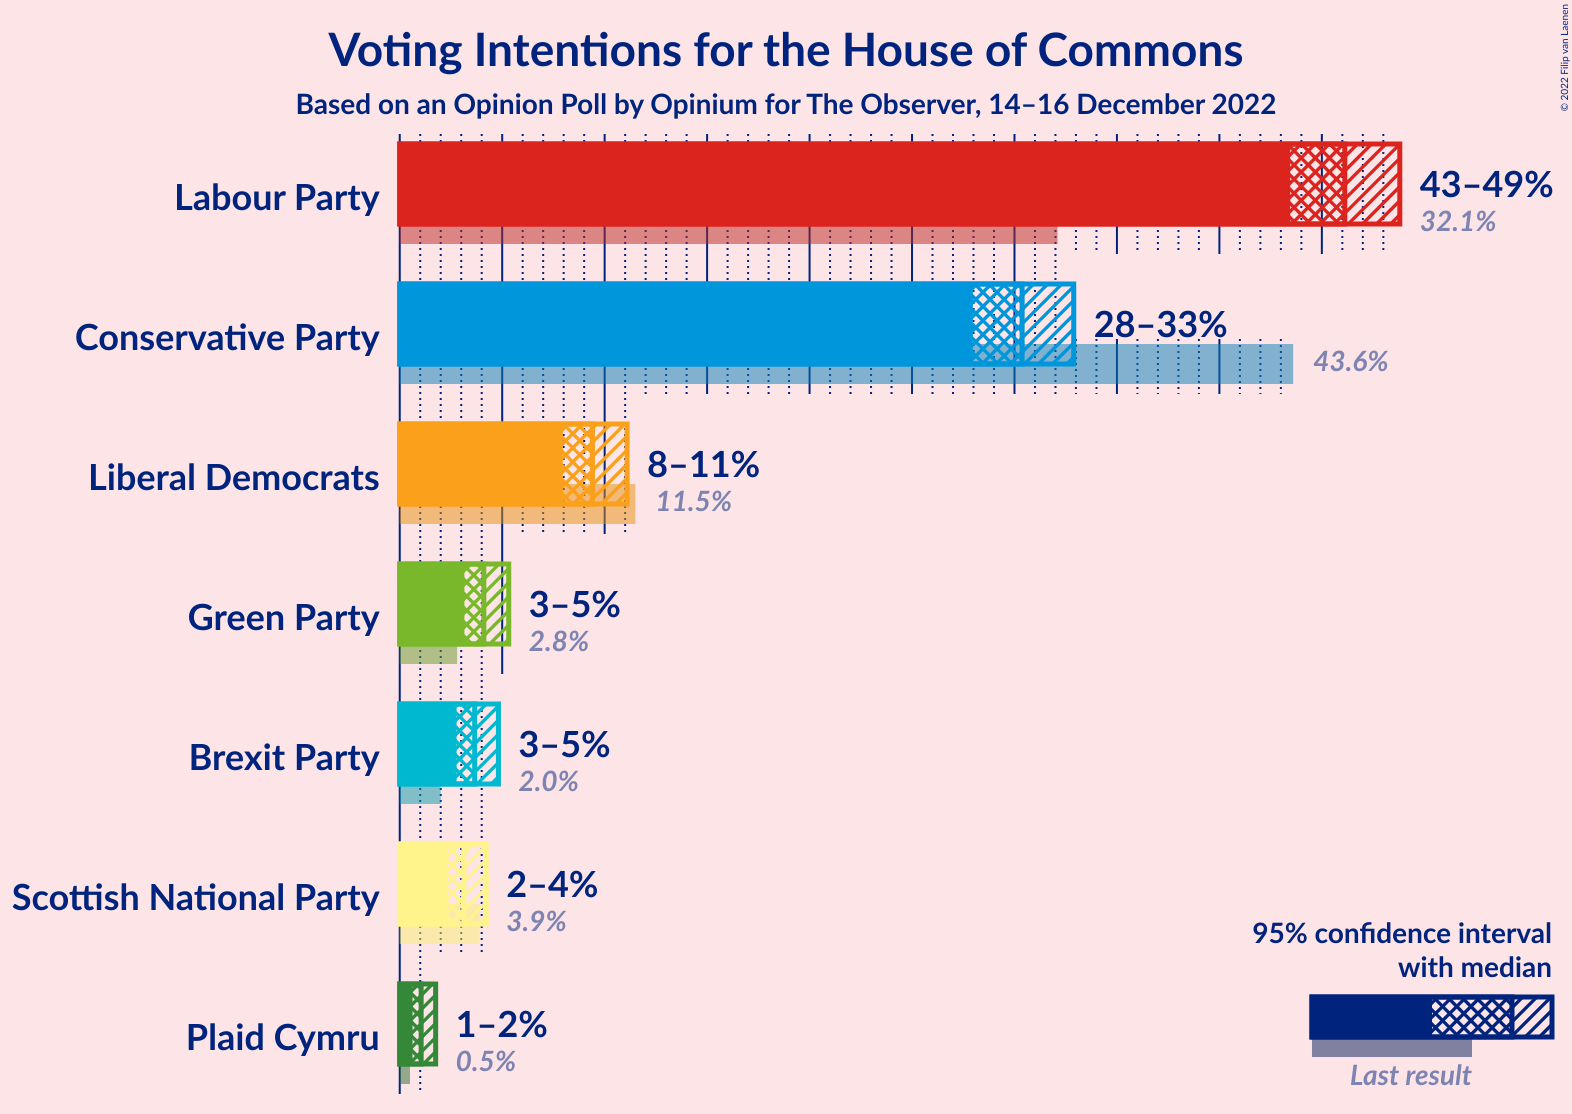 Voting Intentions for the House of Commons
Based on an Opinion Poll by Opinium for The Observer, 14–16 December 2022
© 2022 Filip van Laenen
Labour Party
43–49%
32.1%
Conservative Party
28–33%
43.6%
Liberal Democrats
8–11%
11.5%
Green Party
3–5%
2.8%
Brexit Party
3–5%
2.0%
Scottish National Party
2–4%
3.9%
Plaid Cymru
1–2%
0.5%
95% confidence interval
with median
Last result